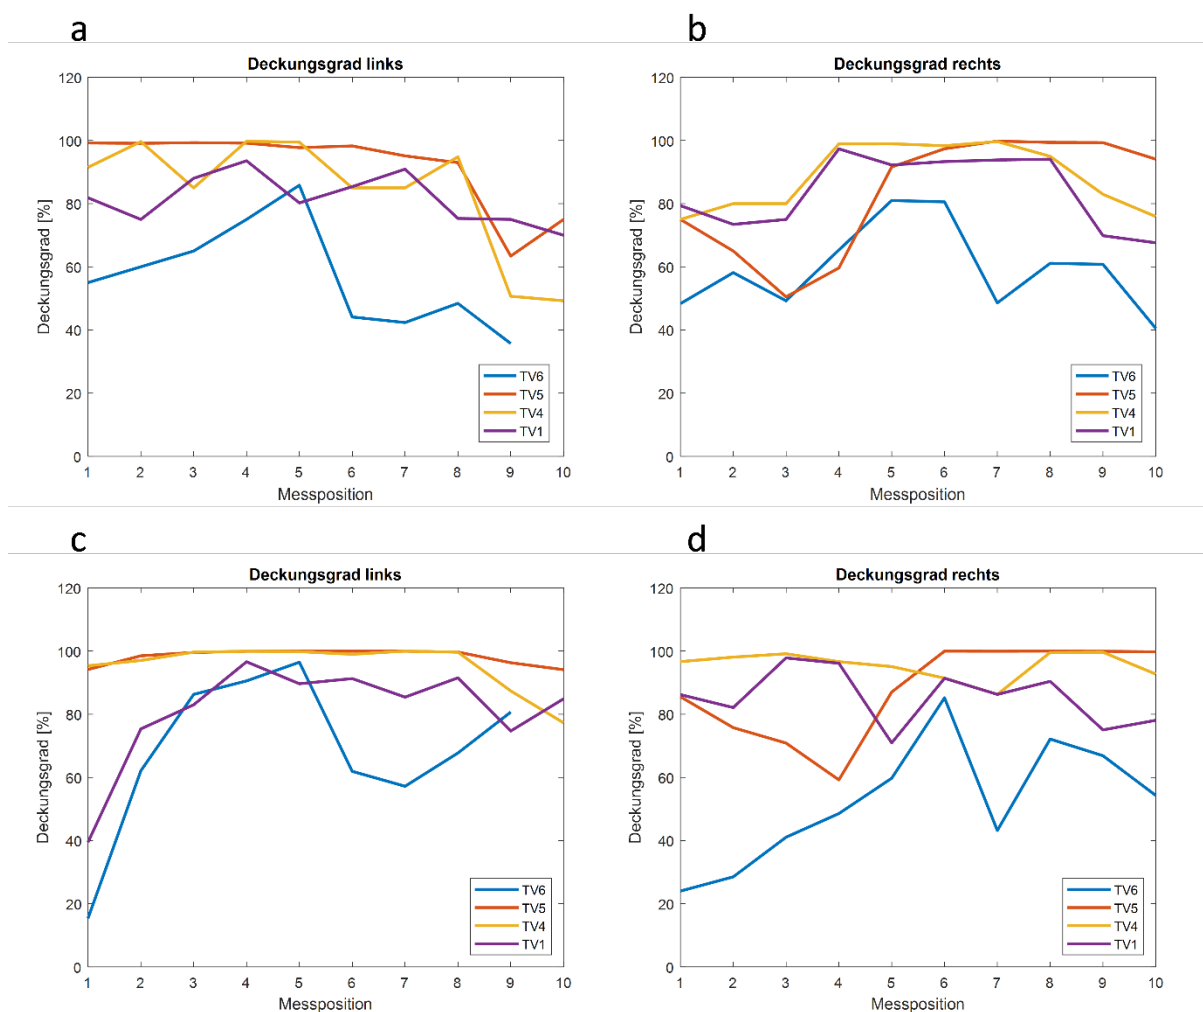 a
Deckungsgrad links
120
100
80
60
40
20
0
Deckungsgrad [%]
1 2 3 4 5 6 7 8 9 10
Messposition
TV6
TV5
TV4
TV1
b
Deckungsgrad rechts
120
100
80
60
40
20
0
Deckungsgrad [%]
1 2 3 4 5 6 7 8 9 10
Messposition
TV6
TV5
TV4
TV1
c
Deckungsgrad links
120
100
80
60
40
20
0
Deckungsgrad [%]
1 2 3 4 5 6 7 8 9 10
Messposition
TV6
TV5
TV4
TV1
d
Deckungsgrad rechts
120
100
80
60
40
20
0
Deckungsgrad [%]
1 2 3 4 5 6 7 8 9 10
Messposition
TV6
TV5
TV4
TV1